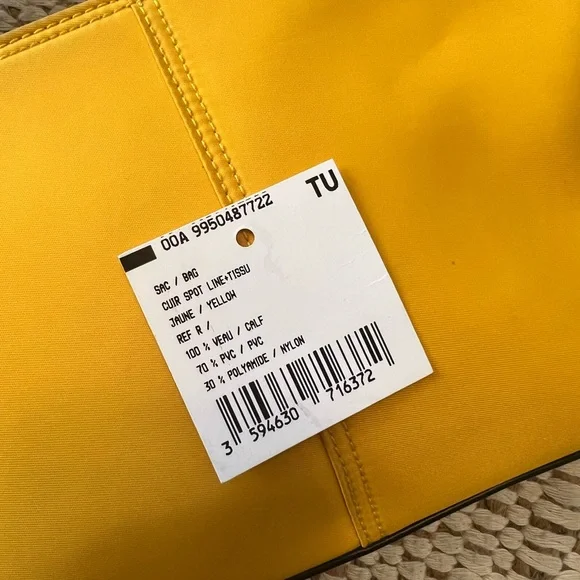 TU
00A 9950487722
SAC / BAG
CUIR SPOT LINE+TISSU
JAUNE / YELLOW
REF R /
100 % VEAU / CALF
70 % PVC / PVC
30 % POLYAMIDE / NYLON
3 594630 716372